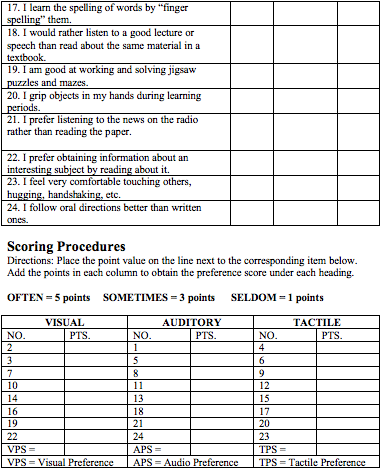 17. I learn the spelling of words by "finger
spelling" them.
18. I would rather listen to a good lecture or
speech than read about the same material in a
textbook.
19. I am good at working and solving jigsaw
puzzles and mazes.
20. I grip objects in my hands during learning
periods.
21. I prefer listening to the news on the radio
rather than reading the paper.
22. I prefer obtaining information about an
interesting subject by reading about it.
23. I feel very comfortable touching others,
hugging, handshaking, etc.
24. I follow oral directions better than written
ones.
Scoring Procedures
Directions: Place the point value on the line next to the corresponding item below.
Add the points in each column to obtain the preference score under each heading.
OFTEN = 5 points SOMETIMES = 3 points SELDOM = 1 points
VISUAL AUDITORY TACTILE
NO. PTS. NO. PTS. NO. PTS.
2 1 4
3 5 6
7 8 9
10 11 12
14 13 15
16 18 17
19 21 20
22 24 23
VPS = APS = TPS =
VPS = Visual Preference APS = Audio Preference TPS = Tactile Preference